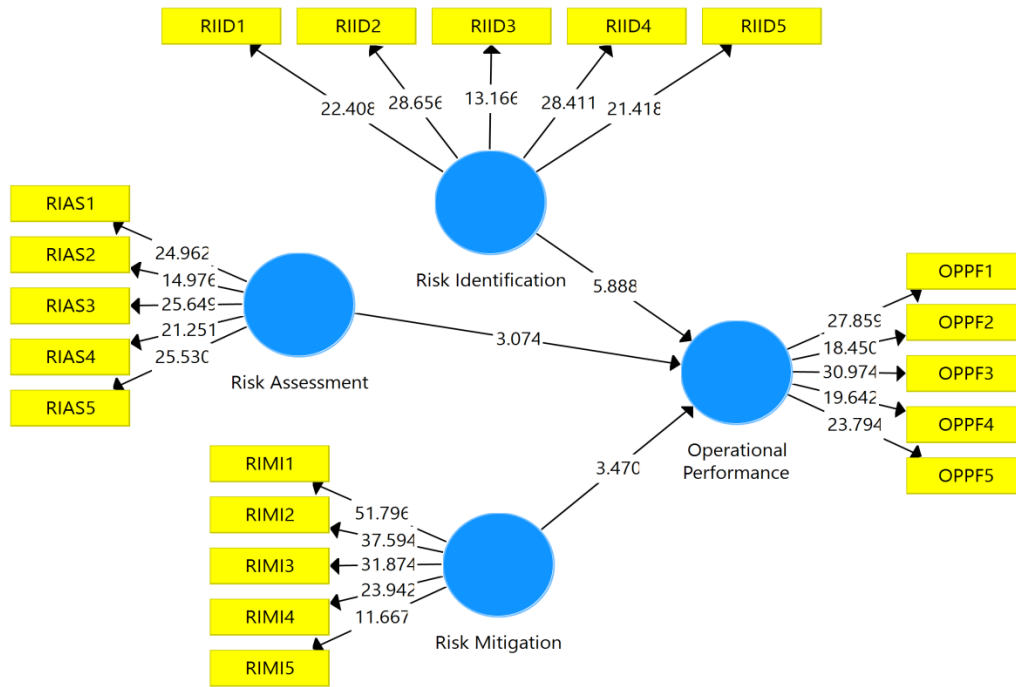 RIID1 RIID2 RIID3 RIID4 RIID5
22.408 28.656 13.166 28.411 21.418
Risk Identification
5.888
RIAS1
RIAS2
RIAS3
RIAS4
RIAS5
24.962
14.976
25.649
21.251
25.530
Risk Assessment
3.074
OPPF1
OPPF2
OPPF3
OPPF4
OPPF5
27.859
18.450
30.974
19.642
23.794
Operational
Performance
3.470
RIMI1
RIMI2
RIMI3
RIMI4
RIMI5
51.796
37.594
31.874
23.942
11.667
Risk Mitigation